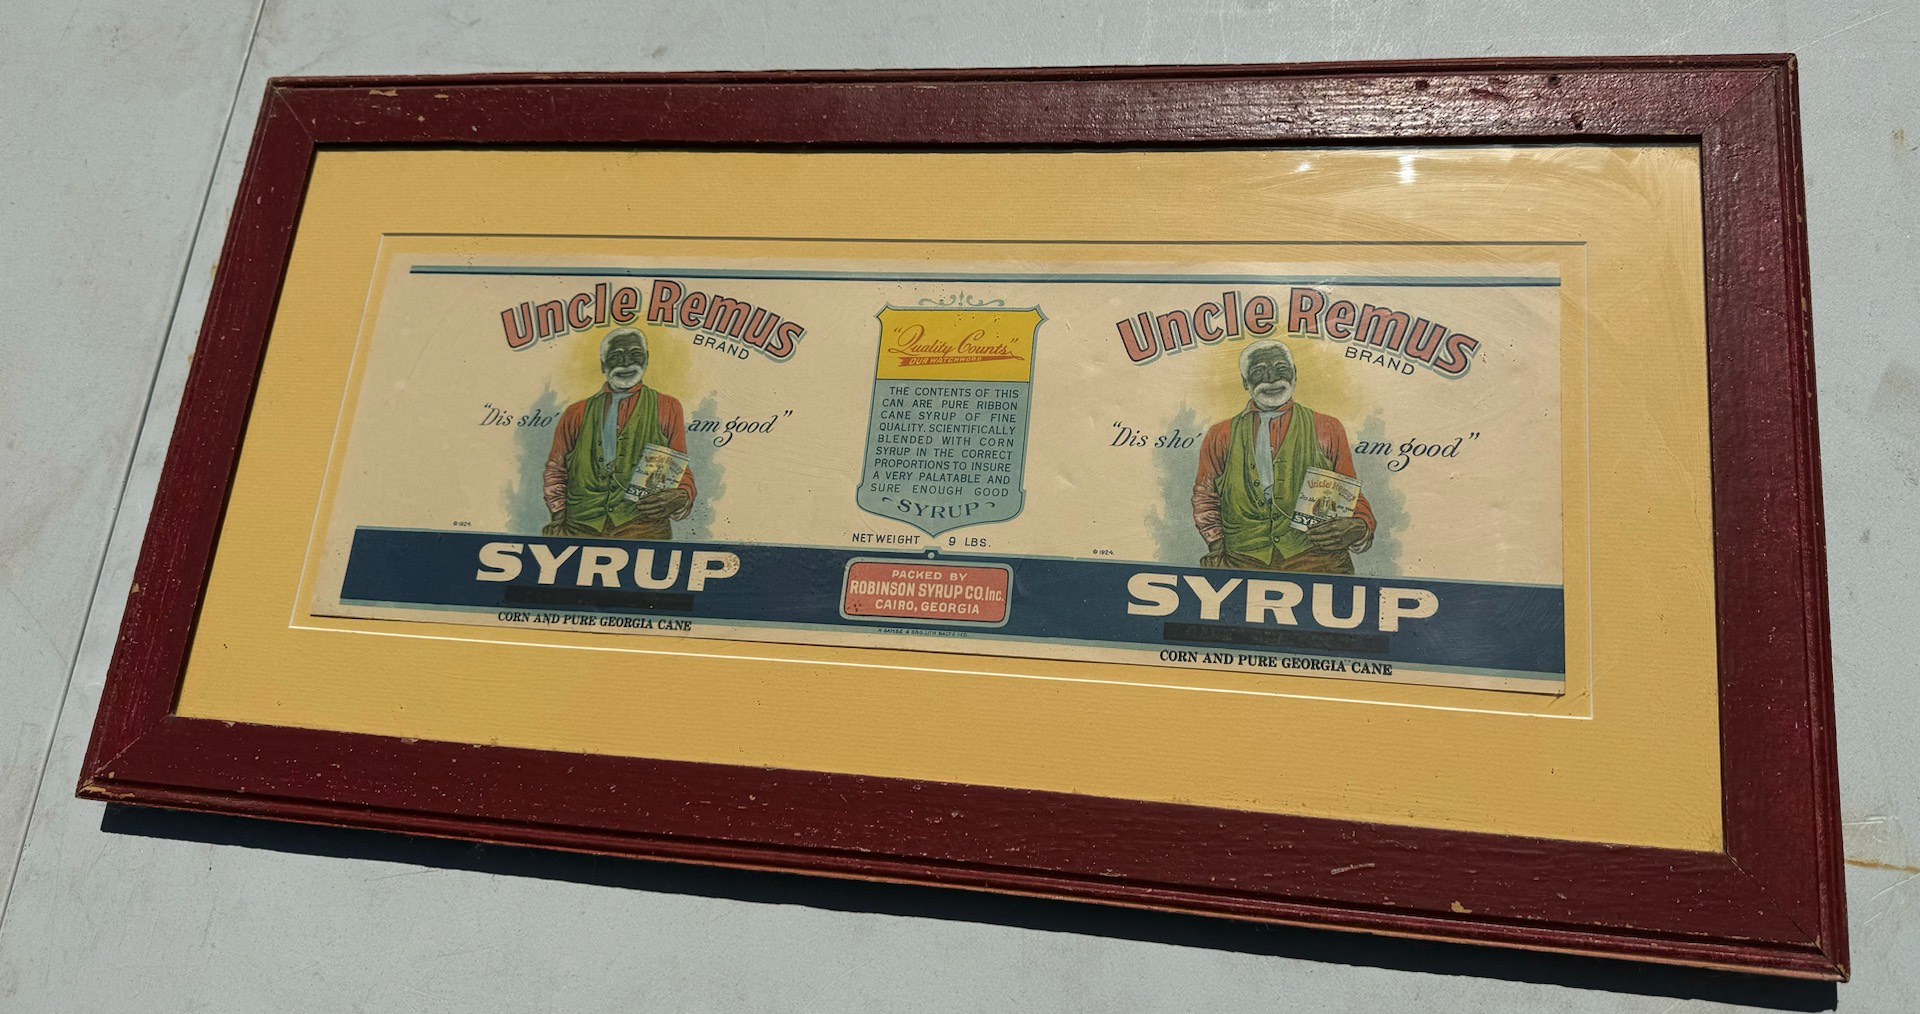 Uncle Remus
BRAND
"Dis sho' am good"
© 1924.
SYRUP
CORN AND PURE GEORGIA CANE
"Quality Counts"
OUR WATCHWORD
THE CONTENTS OF THIS
CAN ARE PURE RIBBON
CANE SYRUP OF FINE
QUALITY. SCIENTIFICALLY
BLENDED WITH CORN
SYRUP IN THE CORRECT
PROPORTIONS TO INSURE
A VERY PALATABLE AND
SURE ENOUGH GOOD
SYRUP
NET WEIGHT 9 LBS.
PACKED BY
ROBINSON SYRUP CO. Inc.
CAIRO, GEORGIA
Uncle Remus
BRAND
"Dis sho' am good"
Uncle Remus
© 1924.
SYRUP
CORN AND PURE GEORGIA CANE